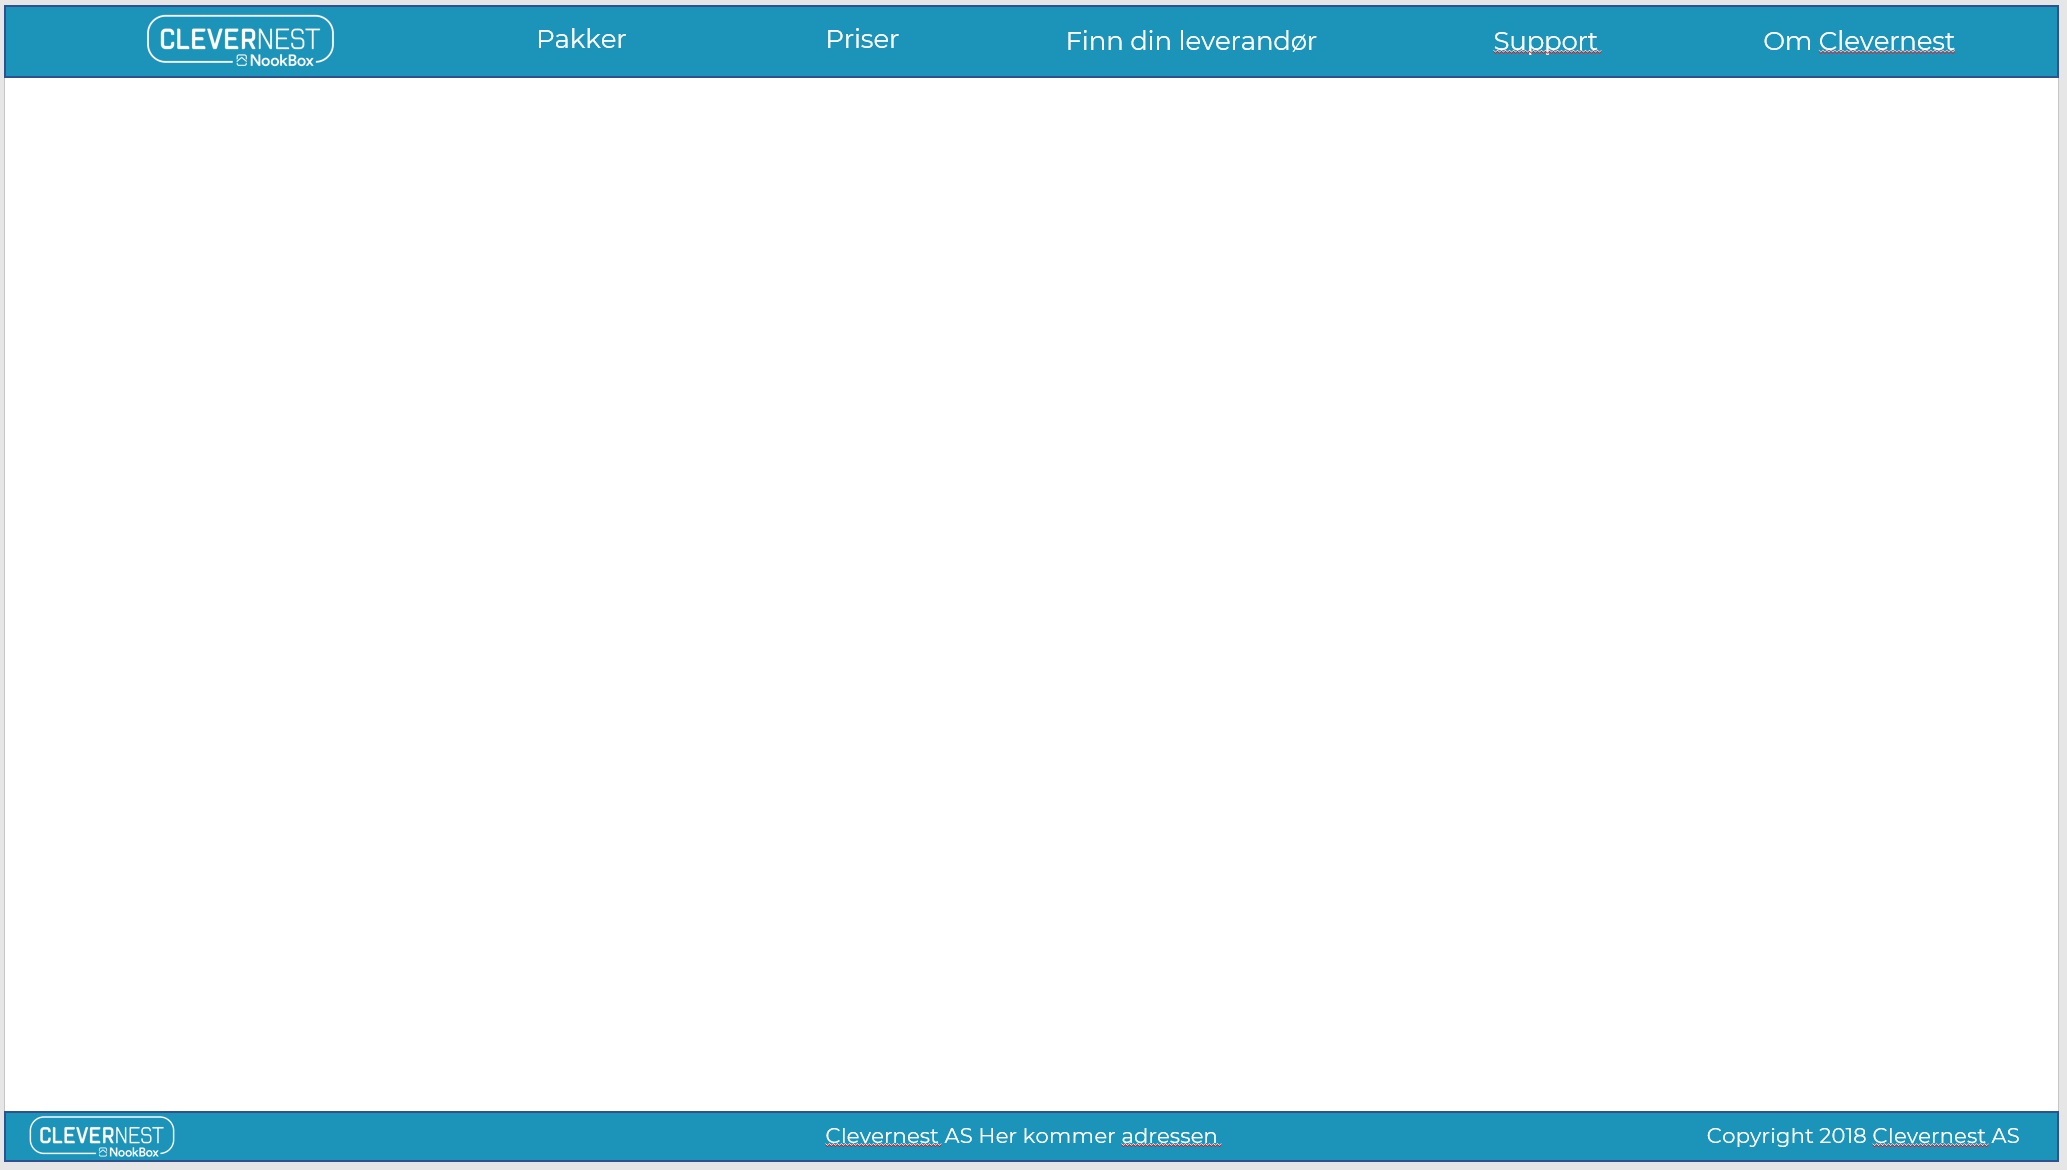 CLEVERNEST
NookBox
Pakker
Priser
Finn din leverandør
Support
Om Clevernest
CLEVERNEST
NookBox
Clevernest AS Her kommer adressen
Copyright 2018 Clevernest AS